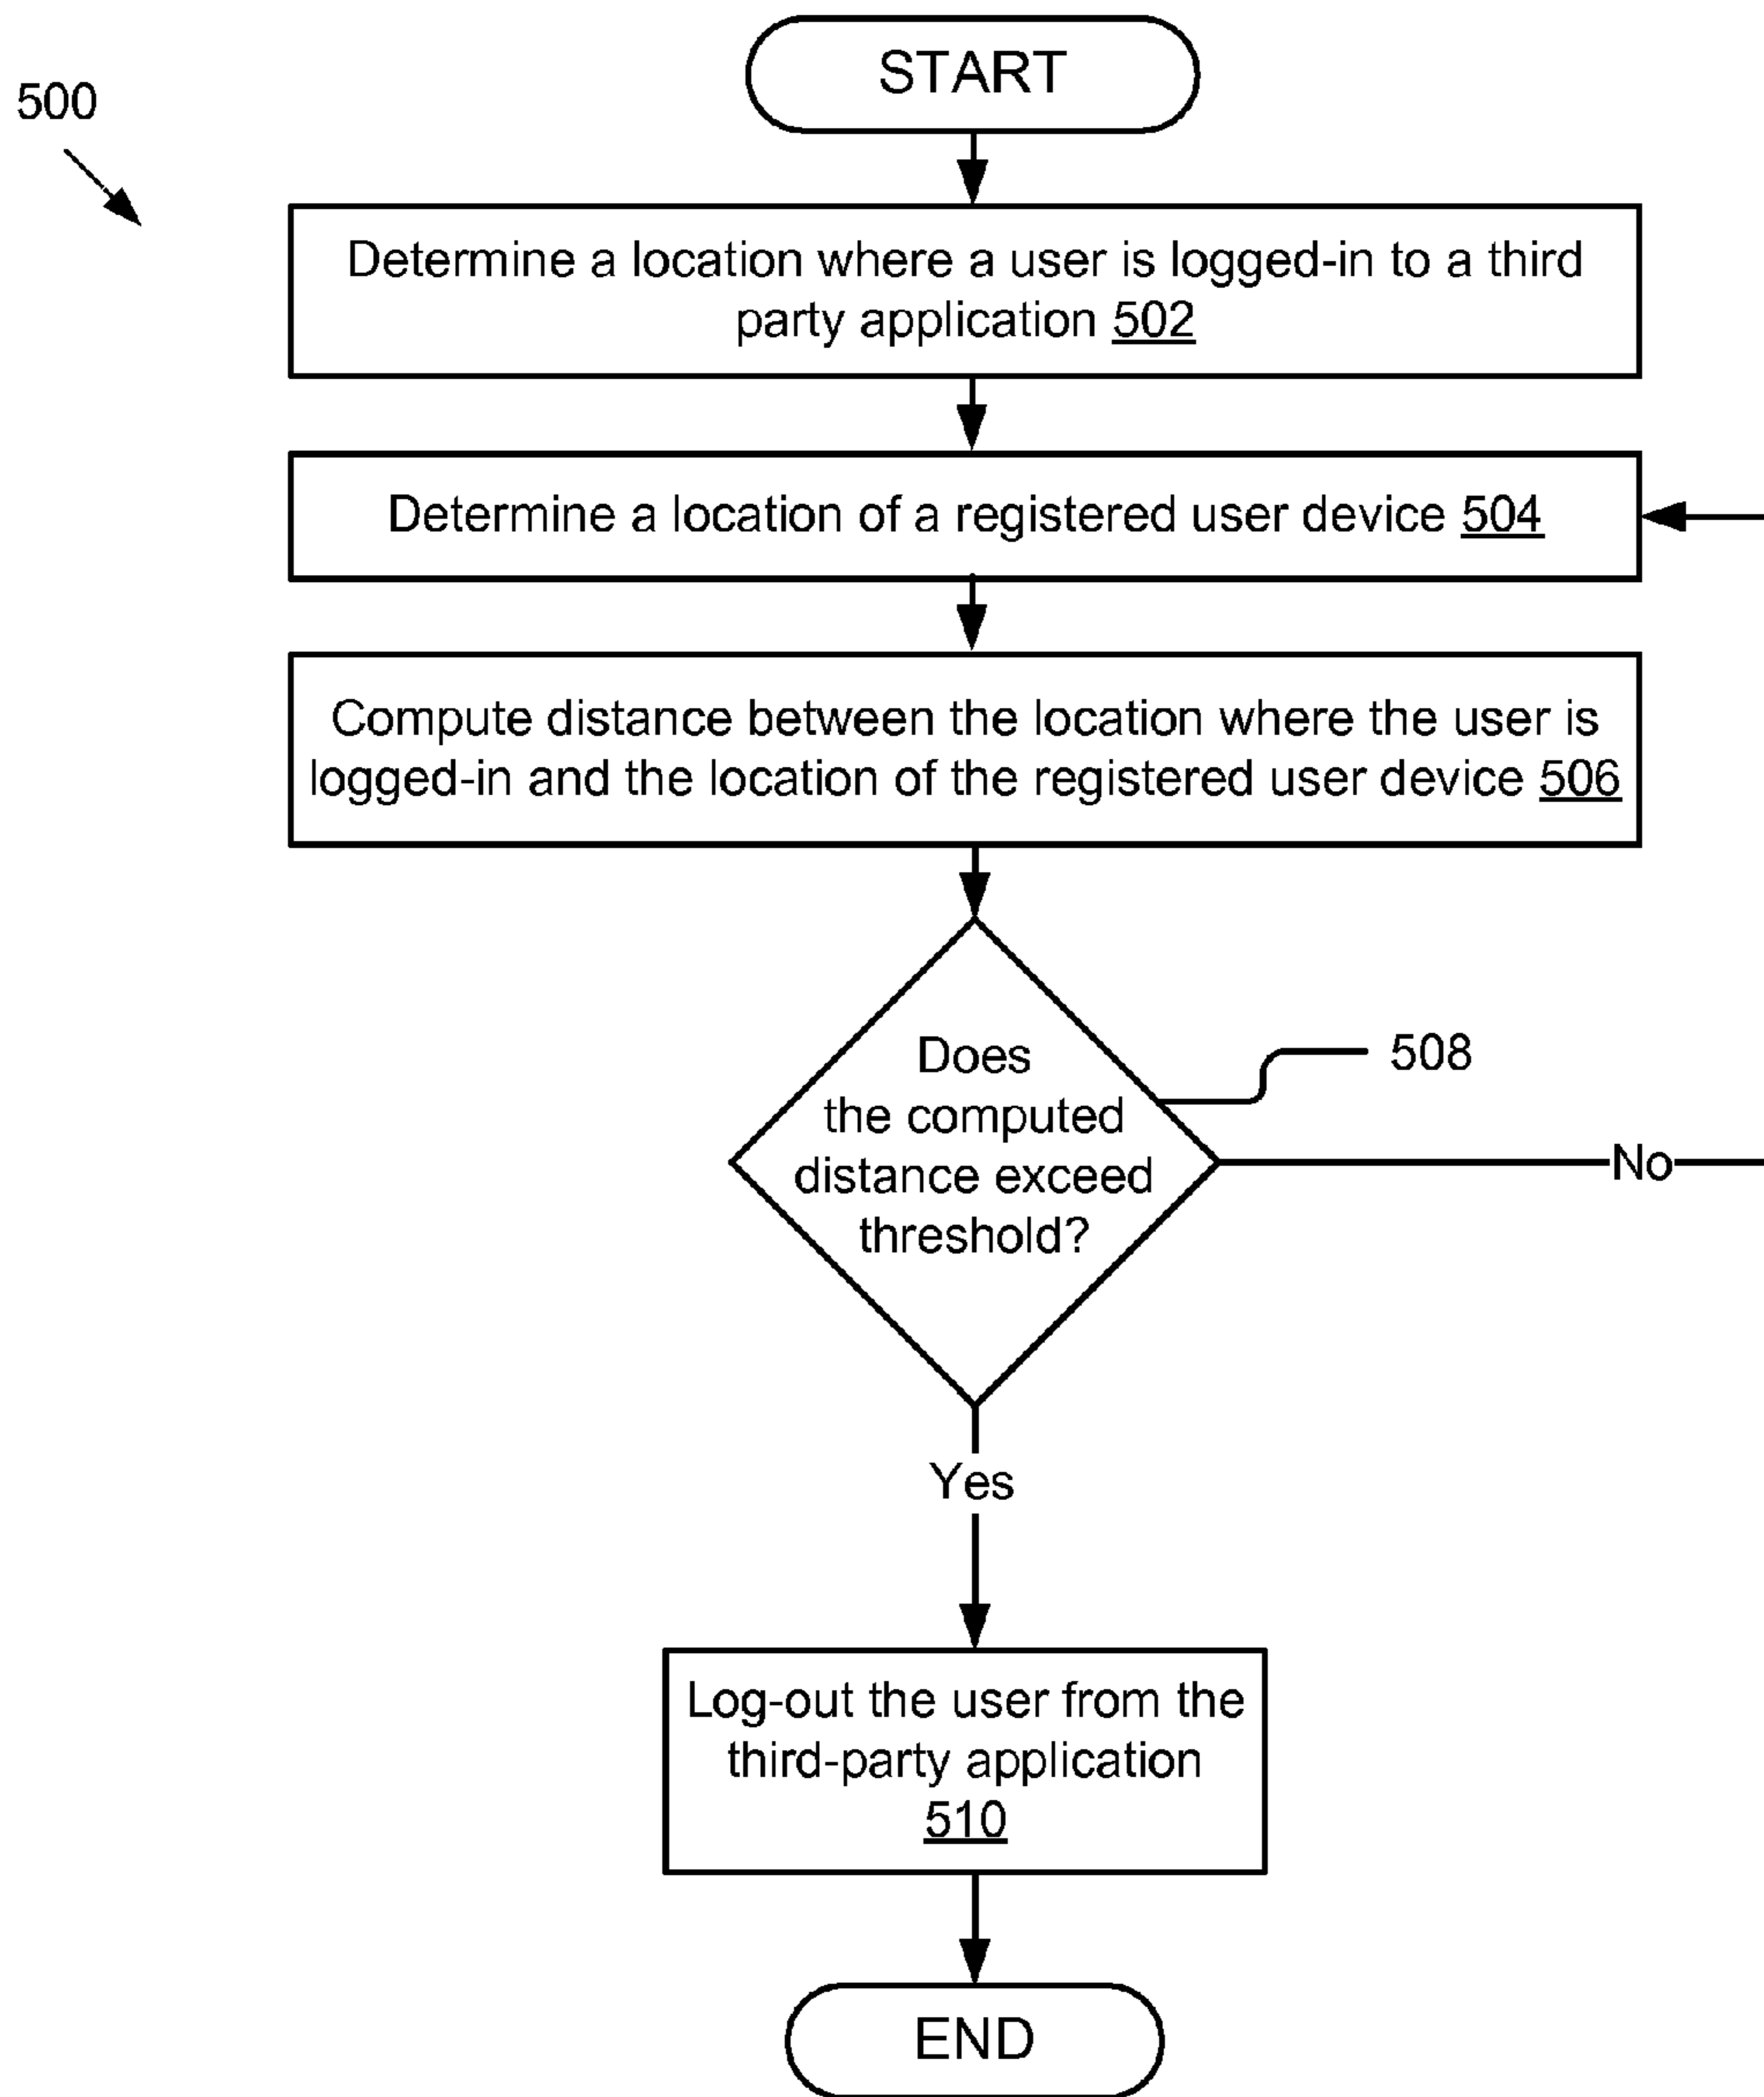 START
500
Determine a location where a user is logged-in to a third
party application 502
Determine a location of a registered user device 504
Compute distance between the location where the user is
logged-in and the location of the registered user device 506
Does
the computed
distance exceed
threshold?
508
No
Yes
Log-out the user from the
third-party application
510
END